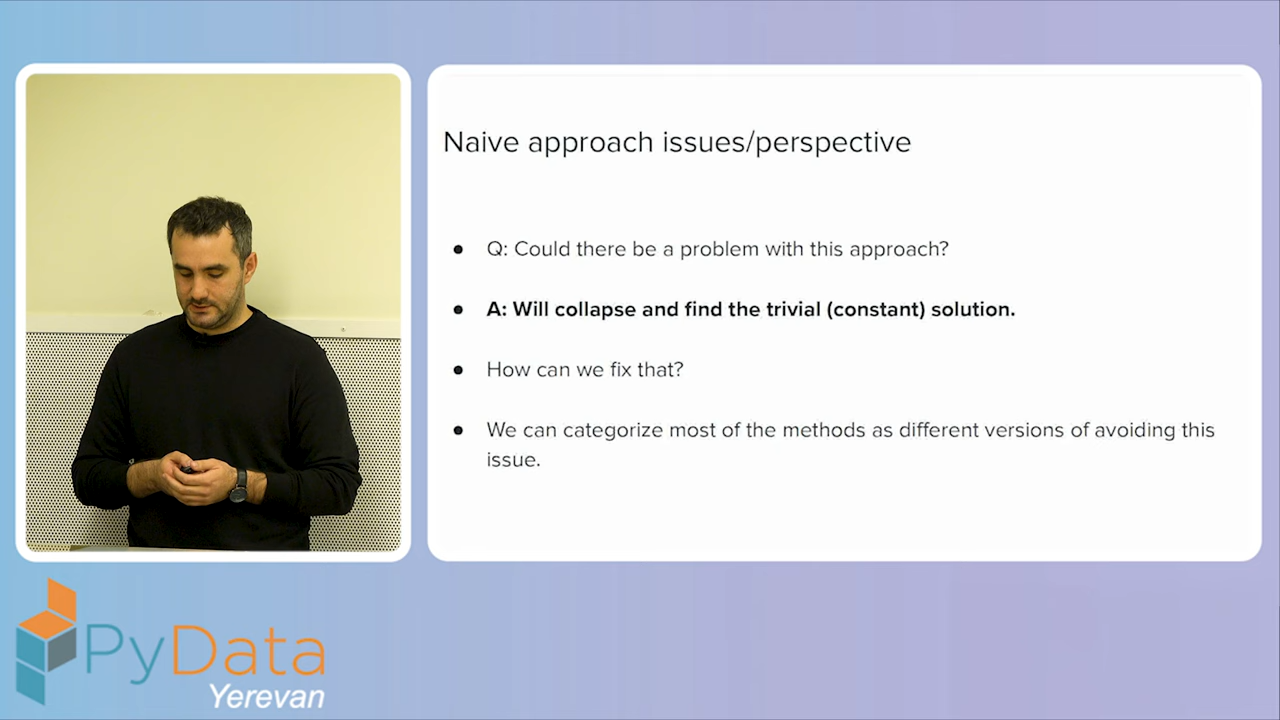 Naive approach issues/perspective
● Q: Could there be a problem with this approach?
● A: Will collapse and find the trivial (constant) solution.
● How can we fix that?
● We can categorize most of the methods as different versions of avoiding this
issue.
PyData
Yerevan